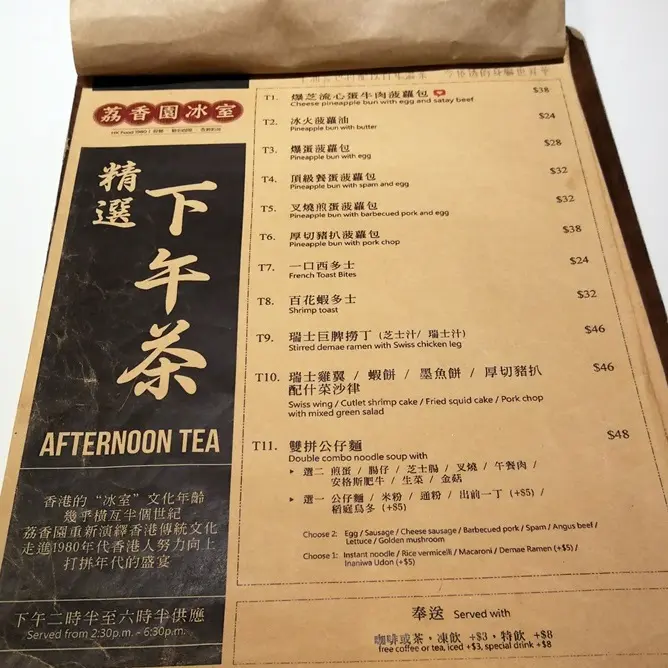 荔香園冰室
精選
下午茶
AFTERNOON TEA
香港的“冰室”文化年齡
幾乎橫亙半個世紀
荔香園重新演繹香港傳統文化
走進1980年代香港人努力向上
打拼年代的盛宴
下午二時半至六時半供應
Served from 2:30p.m. - 6:30p.m.
T1. 爆芝流心蛋牛肉菠蘿包 $38
Cheese pineapple bun with egg and satay beef
T2. 冰火菠蘿油 $24
Pineapple bun with butter
T3. 爆蛋菠蘿包 $28
Pineapple bun with egg
T4. 頂級餐蛋菠蘿包 $32
Pineapple bun with spam and egg
T5. 叉燒煎蛋菠蘿包 $32
Pineapple bun with barbecued pork and egg
T6. 厚切豬扒菠蘿包 $38
Pineapple bun with pork chop
T7. 一口西多士 $24
French Toast Bites
T8. 百花蝦多士 $32
Shrimp toast
T9. 瑞士巨脾撈丁 (芝士汁/ 瑞士汁) $46
Stirred demae ramen with Swiss chicken leg
T10. 瑞士雞翼 / 蝦餅 / 墨魚餅 / 厚切豬扒 $46
配什菜沙律
Swiss wing / Cutlet shrimp cake / Fried squid cake / Pork chop
with mixed green salad
T11. 雙拼公仔麵 $48
Double combo noodle soup with
▸ 選二 煎蛋 / 腸仔 / 芝士腸 / 叉燒 / 午餐肉 /
安格斯肥牛 / 生菜 / 金菇
▸ 選一 公仔麵 / 米粉 / 通粉 / 出前一丁 (+$5) /
稻庭烏冬 (+$5)
Choose 2: Egg / Sausage / Cheese sausage / Barbecued pork / Spam / Angus beef /
Lettuce / Golden mushroom
Choose 1: Instant noodle / Rice vermicelli / Macaroni / Demae Ramen (+$5) /
Inaniwa Udon (+$5)
奉送 Served with
咖啡或茶，凍飲 +$3，特飲 +$8
free coffee or tea, iced +$3, special drink +$8